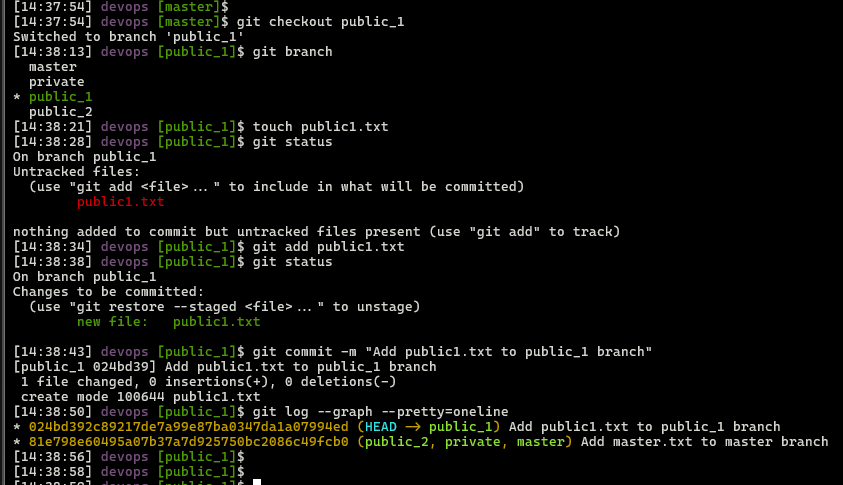 [14:37:54] devops [master]$
[14:37:54] devops [master]$ git checkout public_1
Switched to branch 'public_1'
[14:38:13] devops [public_1]$ git branch
  master
  private
* public_1
  public_2
[14:38:21] devops [public_1]$ touch public1.txt
[14:38:28] devops [public_1]$ git status
On branch public_1
Untracked files:
  (use "git add <file>..." to include in what will be committed)
        public1.txt

nothing added to commit but untracked files present (use "git add" to track)
[14:38:34] devops [public_1]$ git add public1.txt
[14:38:38] devops [public_1]$ git status
On branch public_1
Changes to be committed:
  (use "git restore --staged <file>..." to unstage)
        new file:   public1.txt

[14:38:43] devops [public_1]$ git commit -m "Add public1.txt to public_1 branch"
[public_1 024bd39] Add public1.txt to public_1 branch
 1 file changed, 0 insertions(+), 0 deletions(-)
 create mode 100644 public1.txt
[14:38:50] devops [public_1]$ git log --graph --pretty=oneline
* 024bd392c89217de7a99e87ba0347da1a07994ed (HEAD -> public_1) Add public1.txt to public_1 branch
* 81e798e60495a07b37a7d925750bc2086c49fcb0 (public_2, private, master) Add master.txt to master branch
[14:38:56] devops [public_1]$
[14:38:58] devops [public_1]$
[14:38:59] devops [public_1]$